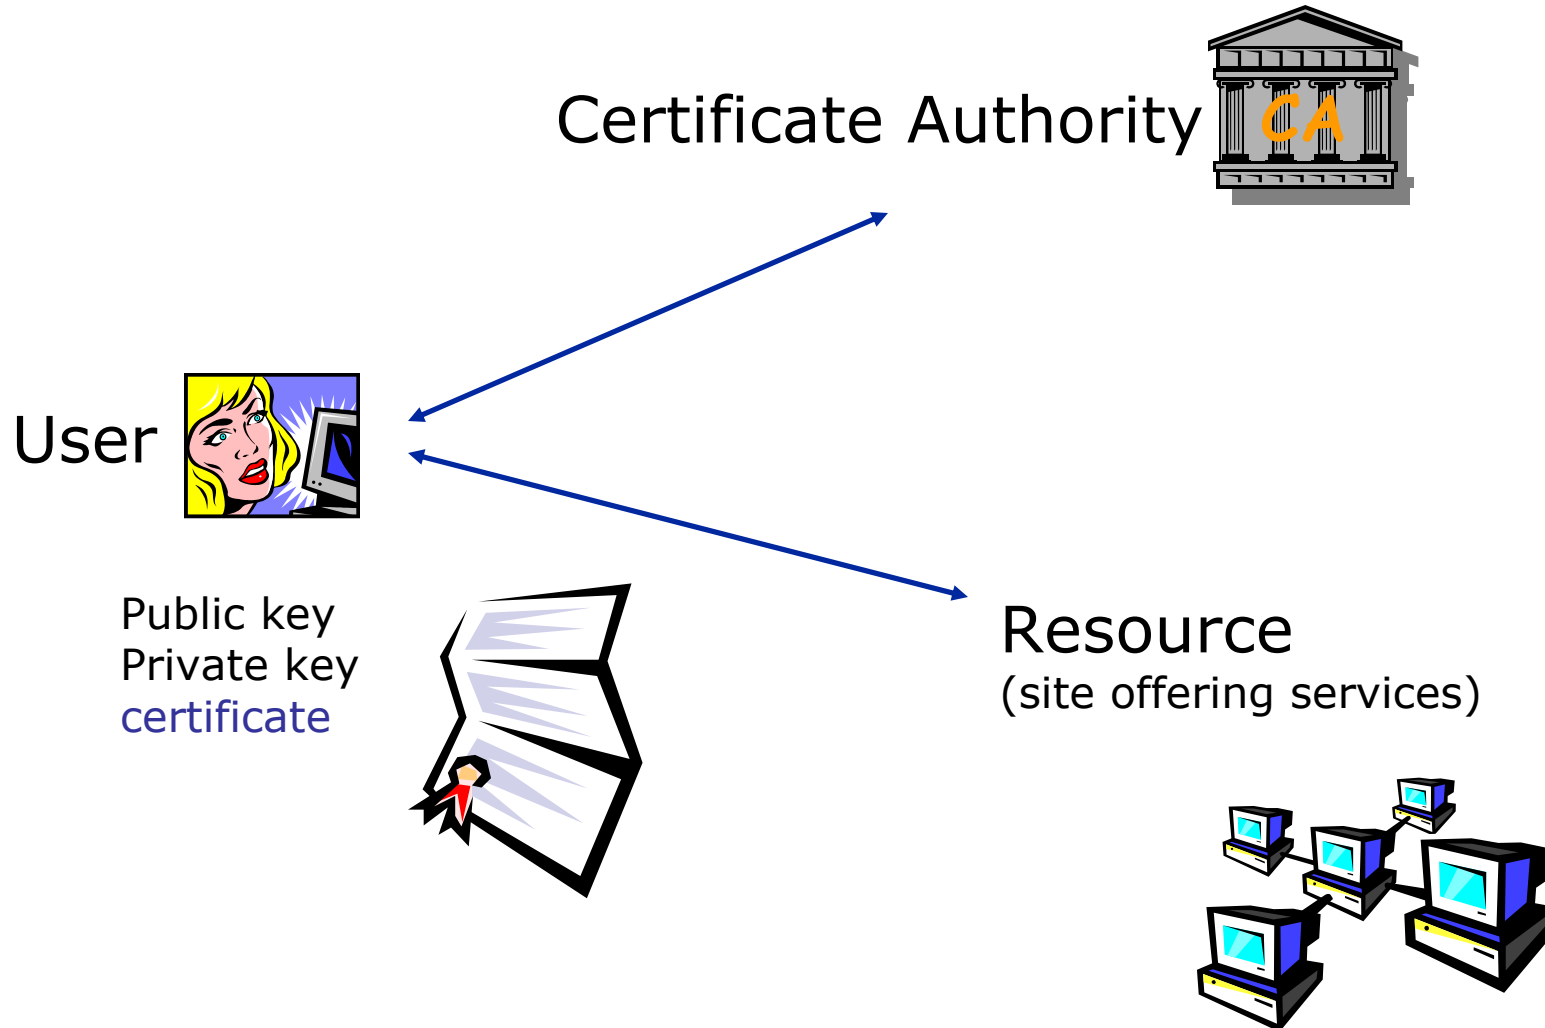 Certificate Authority
CA
User
Public key
Private key
certificate
Resource
(site offering services)